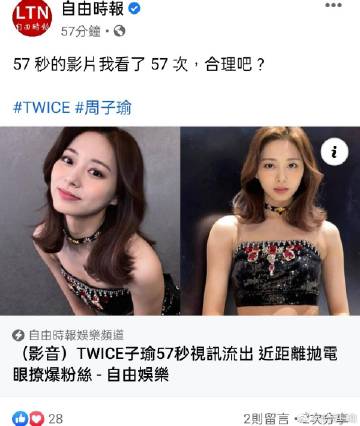 LTN
自由時報
自由時報
57分鐘·
57 秒的影片我看了 57 次，合理吧？
#TWICE #周子瑜
i
自由時報娛樂頻道
（影音）TWICE子瑜57秒視訊流出 近距離拋電
眼撩爆粉絲 - 自由娛樂
28
2則留言·2次分享